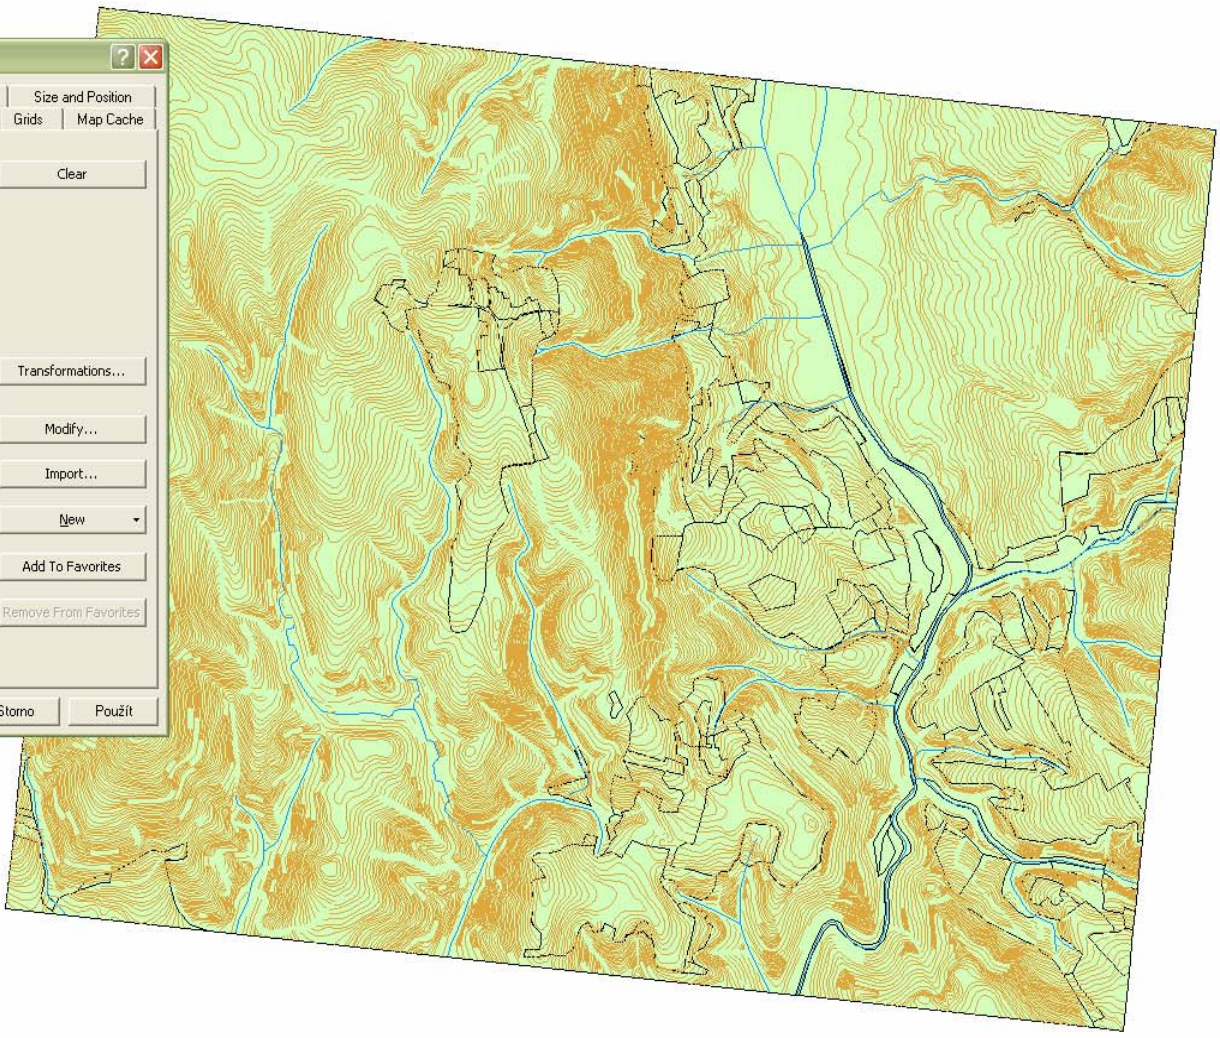 Size and Position
Grids Map Cache
Clear
Transformations...
Modify...
Import...
New
Add To Favorites
Remove From Favorites
Storno Použít